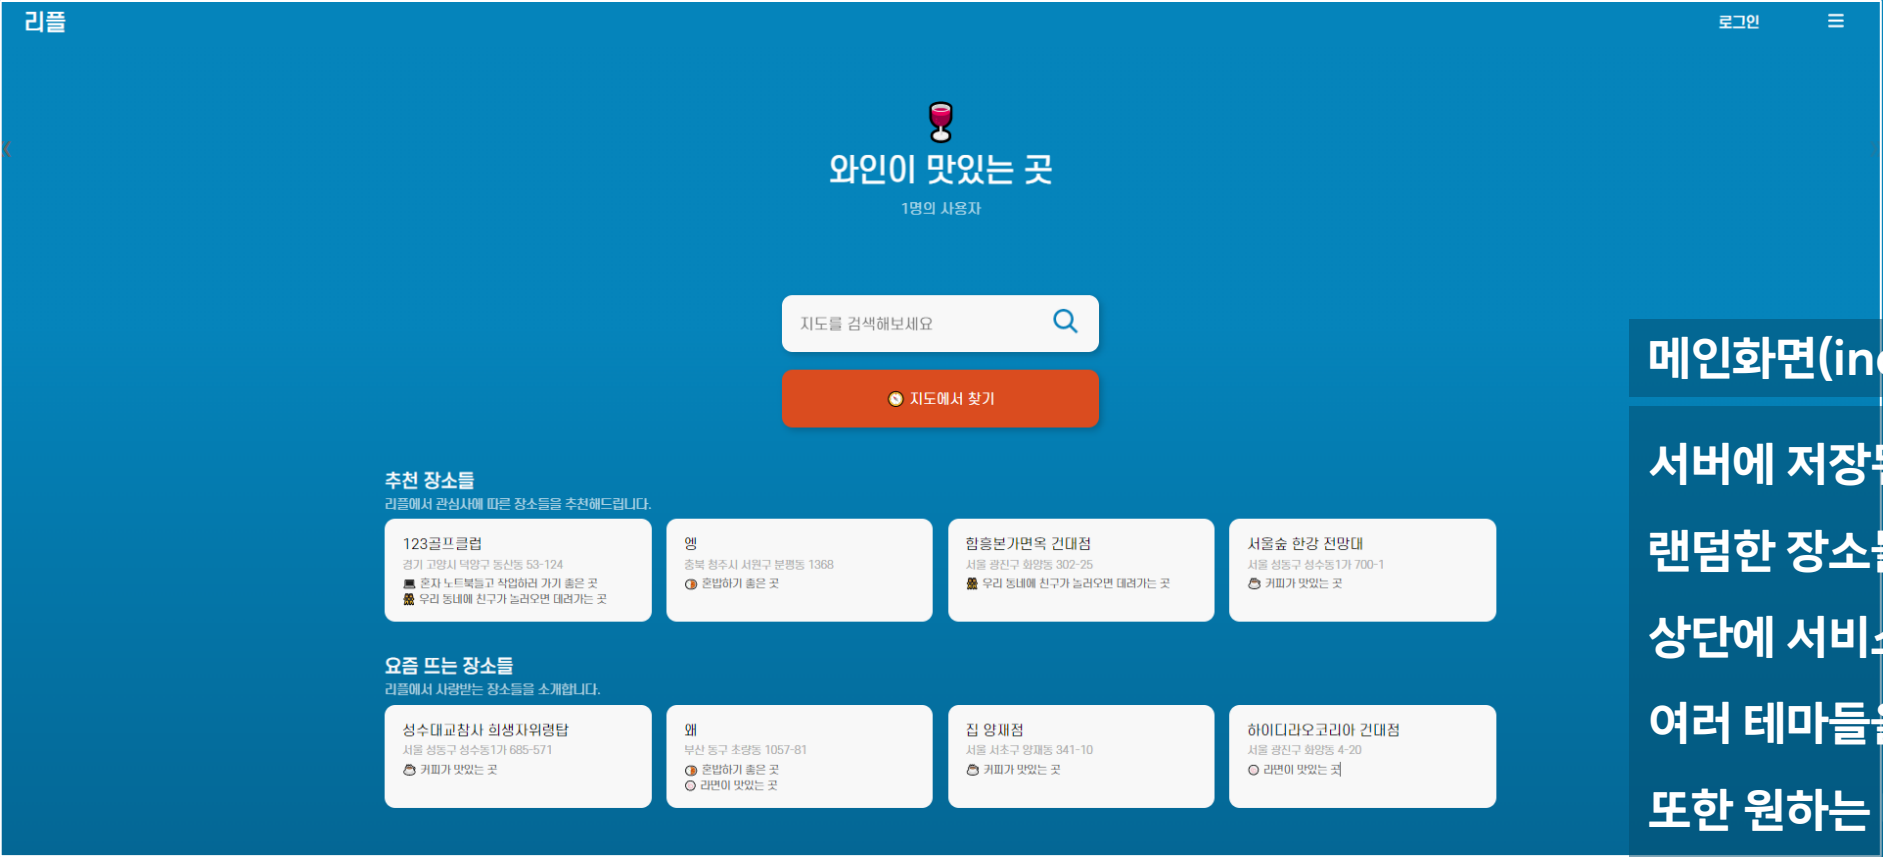 리플
로그인
와인이 맛있는 곳
1명의 사용자
지도를 검색해보세요
지도에서 찾기
추천 장소들
리플에서 관심사에 따른 장소들을 추천해드립니다.
123골프클럽
경기 고양시 덕양구 동산동 53-124
혼자 노트북들고 작업하러 가기 좋은 곳
우리 동네에 친구가 놀러오면 데려가는 곳
엥
충북 청주시 서원구 분평동 1368
혼밥하기 좋은 곳
함흥본가면옥 건대점
서울 광진구 화양동 302-25
우리 동네에 친구가 놀러오면 데려가는 곳
서울숲 한강 전망대
서울 성동구 성수동1가 700-1
커피가 맛있는 곳
요즘 뜨는 장소들
리플에서 사랑받는 장소들을 소개합니다.
성수대교참사 희생자위령탑
서울 성동구 성수동1가 685-571
커피가 맛있는 곳
왜
부산 동구 초량동 1057-81
혼밥하기 좋은 곳
라면이 맛있는 곳
집 양재점
서울 서초구 양재동 341-10
커피가 맛있는 곳
하이디라오코리아 건대점
서울 광진구 화양동 4-20
라면이 맛있는 곳
메인화면(in
서버에 저장
랜덤한 장소
상단에 서비
여러 테마들
또한 원하는